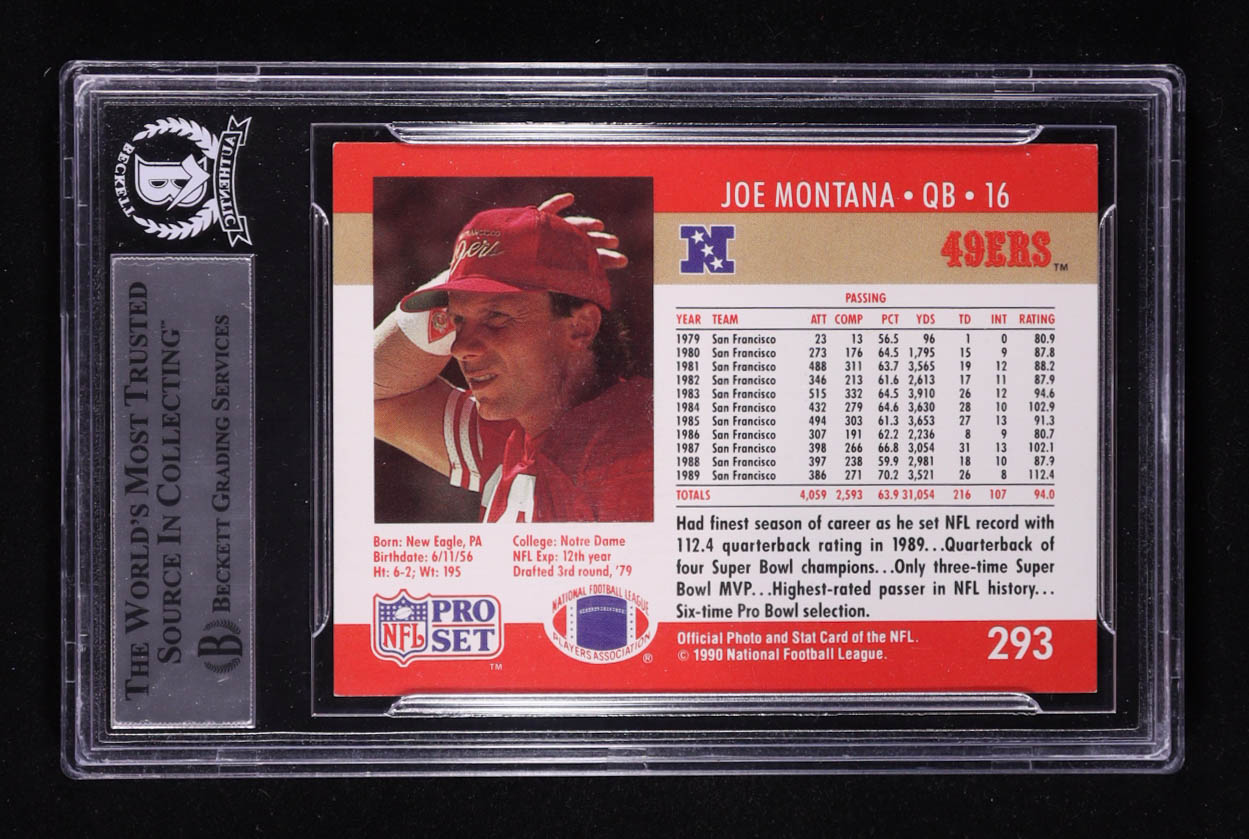 BECKETT AUTHENTIC
B
THE WORLD'S MOST TRUSTED
SOURCE IN COLLECTING™
BECKETT GRADING SERVICES
JOE MONTANA • QB • 16
N
49ERS™
PASSING
YEAR TEAM ATT COMP PCT YDS TD INT RATING
1979 San Francisco 23 13 56.5 96 1 0 80.9
1980 San Francisco 273 176 64.5 1,795 15 9 87.8
1981 San Francisco 488 311 63.7 3,565 19 12 88.2
1982 San Francisco 346 213 61.6 2,613 17 11 87.9
1983 San Francisco 515 332 64.5 3,910 26 12 94.6
1984 San Francisco 432 279 64.6 3,630 28 10 102.9
1985 San Francisco 494 303 61.3 3,653 27 13 91.3
1986 San Francisco 307 191 62.2 2,236 8 9 80.7
1987 San Francisco 398 266 66.8 3,054 31 13 102.1
1988 San Francisco 397 238 59.9 2,981 18 10 87.9
1989 San Francisco 386 271 70.2 3,521 26 8 112.4
TOTALS 4,059 2,593 63.9 31,054 216 107 94.0
Had finest season of career as he set NFL record with
112.4 quarterback rating in 1989...Quarterback of
four Super Bowl champions...Only three-time Super
Bowl MVP...Highest-rated passer in NFL history...
Six-time Pro Bowl selection.
Born: New Eagle, PA
Birthdate: 6/11/56
Ht: 6-2; Wt: 195
College: Notre Dame
NFL Exp: 12th year
Drafted 3rd round, '79
NFL
PRO
SET™
NATIONAL FOOTBALL LEAGUE
PLAYERS ASSOCIATION®
Official Photo and Stat Card of the NFL.
© 1990 National Football League.
293